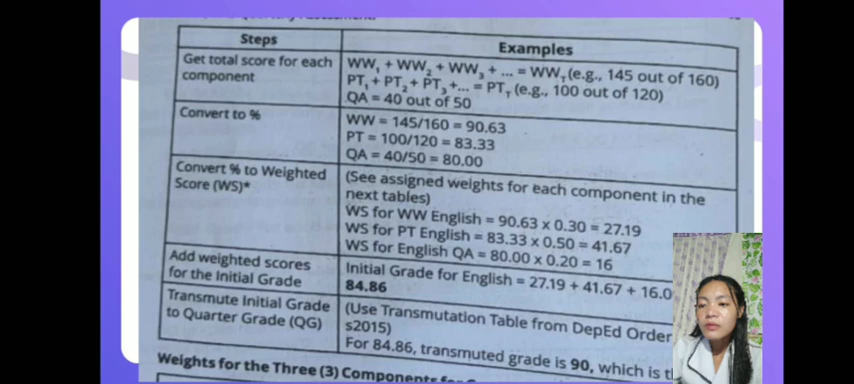 Steps
Examples
Get total score for each
component
WW₁ + WW₂ + WW₃ + ... = WWT (e.g., 145 out of 160)
PT₁ + PT₂ + PT₃ +... = PTT (e.g., 100 out of 120)
QA = 40 out of 50
Convert to %
WW = 145/160 = 90.63
PT = 100/120 = 83.33
QA = 40/50 = 80.00
Convert % to Weighted
Score (WS)*
(See assigned weights for each component in the
next tables)
WS for WW English = 90.63 x 0.30 = 27.19
WS for PT English = 83.33 x 0.50 = 41.67
WS for English QA = 80.00 x 0.20 = 16
Add weighted scores
for the Initial Grade
Initial Grade for English = 27.19 + 41.67 + 16.0
84.86
Transmute Initial Grade
to Quarter Grade (QG)
(Use Transmutation Table from DepEd Order
s2015)
For 84.86, transmuted grade is 90, which is
Weights for the Three (3) Components for